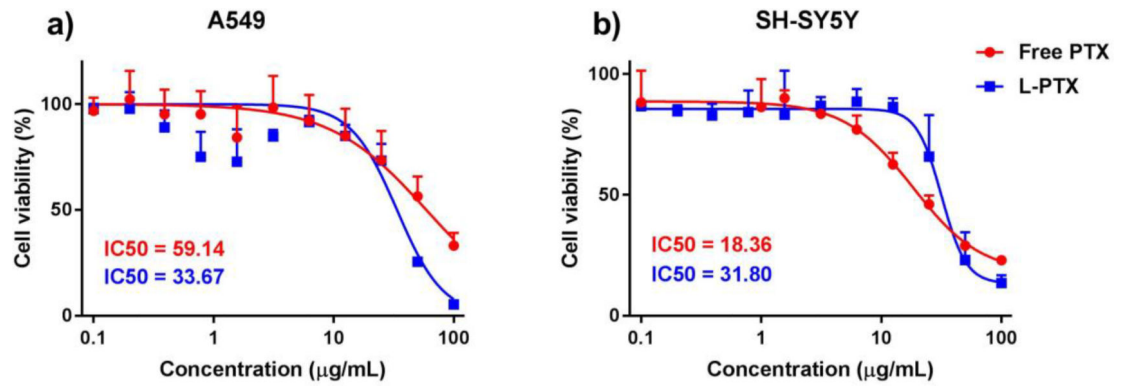 a)
A549
100
50
0
Cell viability (%)
IC50 = 59.14
IC50 = 33.67
0.1
1
10
100
Concentration (μg/mL)
b)
SH-SY5Y
100
50
0
Cell viability (%)
IC50 = 18.36
IC50 = 31.80
0.1
1
10
100
Concentration (μg/mL)
Free PTX
L-PTX